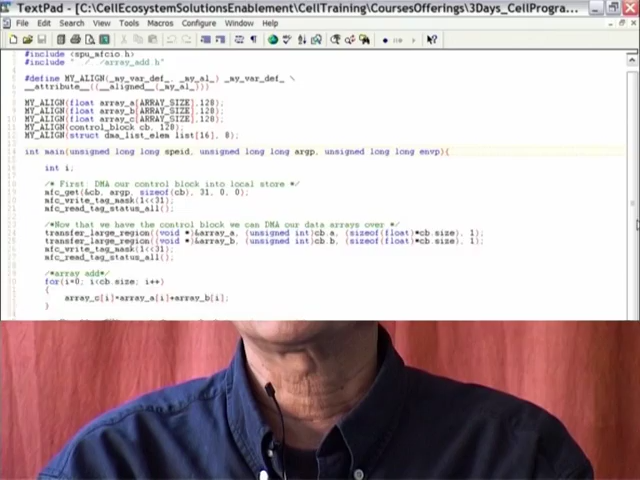 TextPad - [C:\CellEcosystemSolutionsEnablement\CellTraining\CoursesOfferings\3Days_CellProgra...
File Edit Search View Tools Macros Configure Window Help
#include <spu_mfcio.h>
#include " /array_add h"
#define MY_ALIGN(_my_var_def_, _my_al_) _my_var_def_ \
__attribute__((__aligned__(_my_al_)))
MY_ALIGN(float array_a[ARRAY_SIZE],128);
MY_ALIGN(float array_b[ARRAY_SIZE],128);
MY_ALIGN(float array_c[ARRAY_SIZE],128);
MY_ALIGN(control_block cb, 128);
MY_ALIGN(struct dma_list_elem list[16], 8);
int main(unsigned long long speid, unsigned long long argp, unsigned long long envp){
int i;
/* First: DMA our control block into local store */
mfc_get(&cb, argp, sizeof(cb), 31, 0, 0);
mfc_write_tag_mask(1<<31);
mfc_read_tag_status_all();
/*Now that we have the control block we can DMA our data arrays over */
transfer_large_region((void *)&array_a, (unsigned int)cb.a, (sizeof(float)*cb.size), 1);
transfer_large_region((void *)&array_b, (unsigned int)cb.b, (sizeof(float)*cb.size), 1);
mfc_write_tag_mask(1<<31);
mfc_read_tag_status_all();
/*array add*/
for(i=0; i<cb.size; i++)
{
array_c[i]=array_a[i]+array_b[i];
}